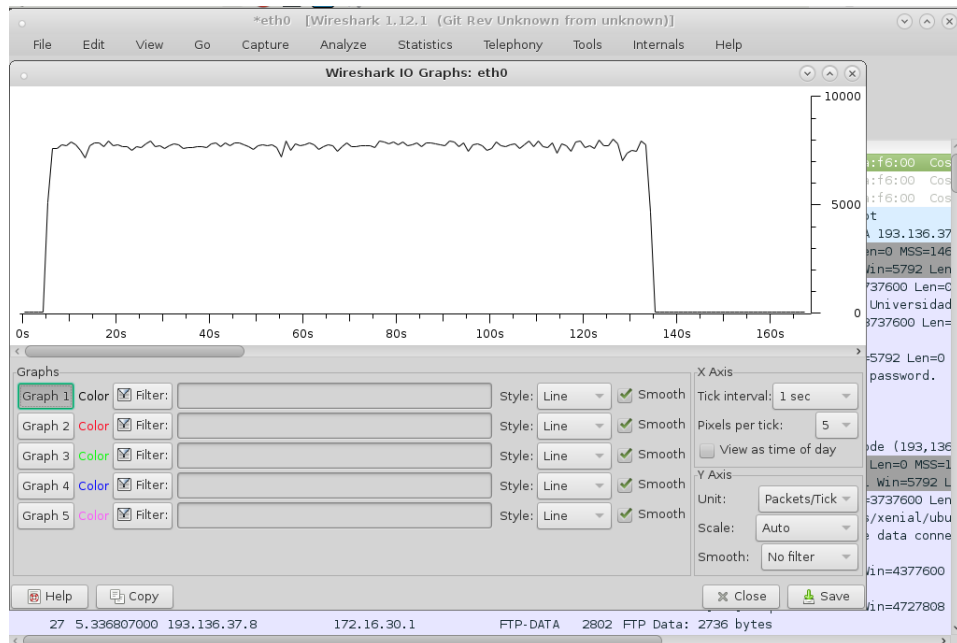 *eth0 [Wireshark 1.12.1 (Git Rev Unknown from unknown)]
File Edit View Go Capture Analyze Statistics Telephony Tools Internals Help
Wireshark IO Graphs: eth0
10000
5000
0
0s 20s 40s 60s 80s 100s 120s 140s 160s
:f6:00 Cos
:f6:00 Cos
:f6:00 Cos
ot
A 193.136.37
en=0 MSS=146
Win=5792 Len
737600 Len=0
Universidad
3737600 Len=
=5792 Len=0
password.
ode (193,136
Len=0 MSS=1
Win=5792 L
=3737600 Len
s/xenial/ubu
data conne
Win=4377600
Win=4727808
Graphs
Graph 1 Color Filter: Style: Line Smooth
Graph 2 Color Filter: Style: Line Smooth
Graph 3 Color Filter: Style: Line Smooth
Graph 4 Color Filter: Style: Line Smooth
Graph 5 Color Filter: Style: Line Smooth
X Axis
Tick interval: 1 sec
Pixels per tick: 5
View as time of day
Y Axis
Unit: Packets/Tick
Scale: Auto
Smooth: No filter
Help Copy Close Save
27 5.336807000 193.136.37.8 172.16.30.1 FTP-DATA 2802 FTP Data: 2736 bytes